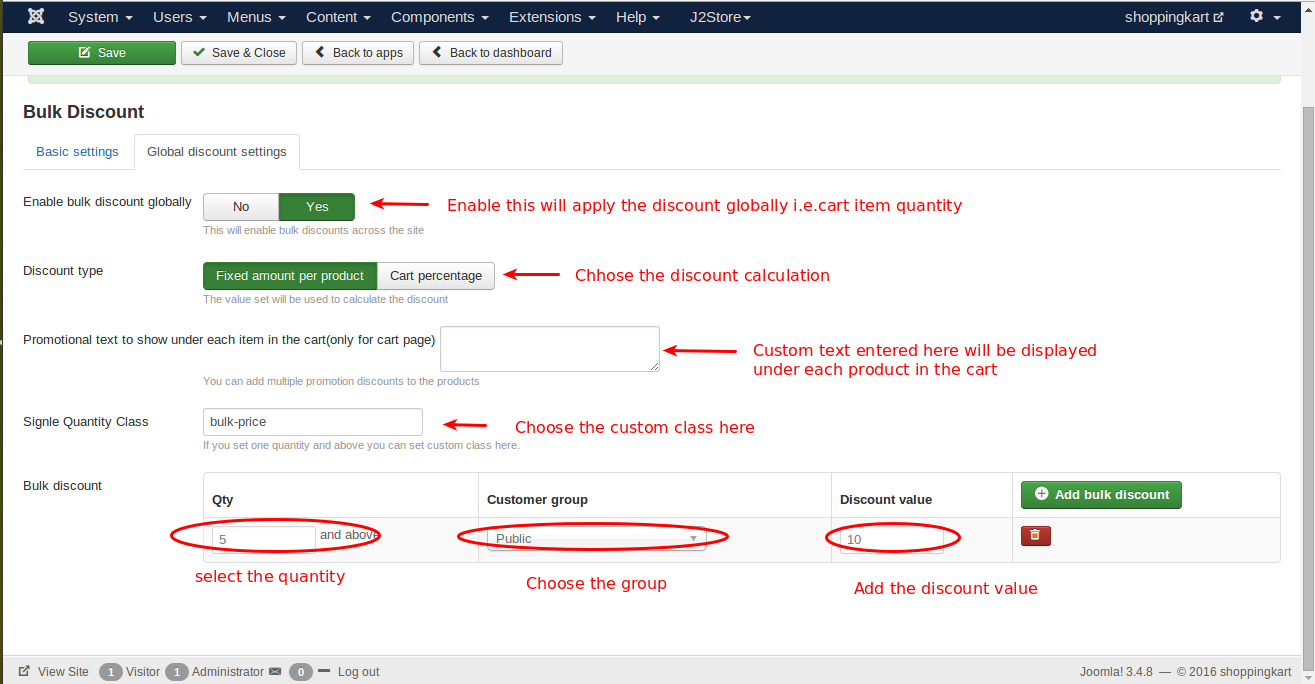 System Users Menus Content Components Extensions Help J2Store shoppingkart
Save Save & Close Back to apps Back to dashboard
Bulk Discount
Basic settings Global discount settings
Enable bulk discount globally No Yes Enable this will apply the discount globally i.e.cart item quantity
This will enable bulk discounts across the site
Discount type Fixed amount per product Cart percentage Chhose the discount calculation
The value set will be used to calculate the discount
Promotional text to show under each item in the cart(only for cart page) Custom text entered here will be displayed
under each product in the cart
You can add multiple promotion discounts to the products
Signle Quantity Class bulk-price Choose the custom class here
If you set one quantity and above you can set custom class here.
Bulk discount Qty Customer group Discount value Add bulk discount
5 and above Public 10
select the quantity Choose the group Add the discount value
View Site 1 Visitor 1 Administrator 0 Log out Joomla! 3.4.8 — © 2016 shoppingkart